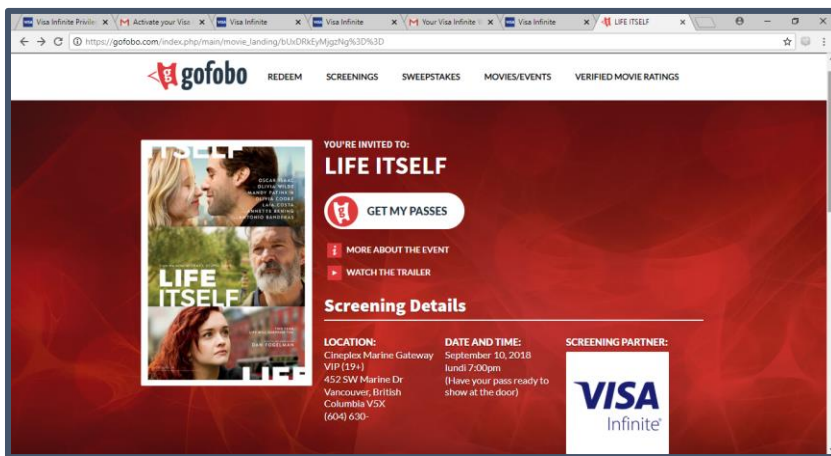 Visa Infinite Privile
Activate your Visa
Visa Infinite
Visa Infinite
Your Visa Infinite
Visa Infinite
LIFE ITSELF
https://gofobo.com/index.php/main/movie_landing/bUxDRkEyMjgzNg%3D%3D
gofobo
REDEEM
SCREENINGS
SWEEPSTAKES
MOVIES/EVENTS
VERIFIED MOVIE RATINGS
ITSELF
OSCAR ISAAC
OLIVIA WILDE
MANDY PATINKIN
OLIVIA COOKE
LAIA COSTA
ANNETTE BENING
ANTONIO BANDERAS
LIFE
ITSELF
DAN FOGELMAN
LIFE
YOU'RE INVITED TO:
LIFE ITSELF
GET MY PASSES
MORE ABOUT THE EVENT
WATCH THE TRAILER
Screening Details
LOCATION:
Cineplex Marine Gateway
VIP (19+)
452 SW Marine Dr
Vancouver, British
Columbia V5X
(604) 630-
DATE AND TIME:
September 10, 2018
lundi 7:00pm
(Have your pass ready to
show at the door)
SCREENING PARTNER:
VISA
Infinite